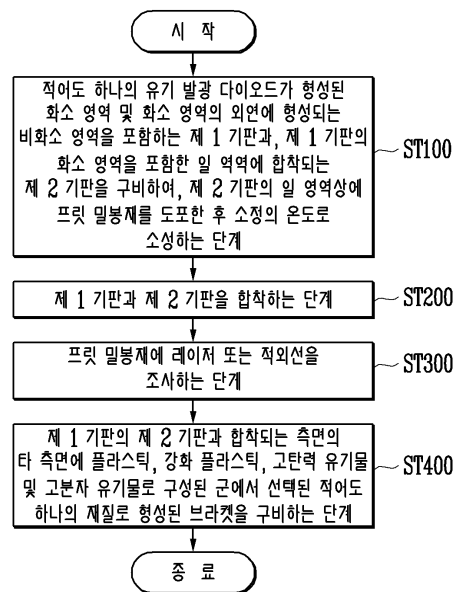 시 작
적어도 하나의 유기 발광 다이오드가 형성된
화소 영역 및 화소 영역의 외연에 형성되는
비화소 영역을 포함하는 제 1 기판과, 제 1 기판의
화소 영역을 포함한 일 역역에 합착되는
제 2 기판을 구비하여, 제 2 기판의 일 영역상에
프릿 밀봉재를 도포한 후 소정의 온도로
소성하는 단계
ST100
제 1 기판과 제 2 기판을 합착하는 단계
ST200
프릿 밀봉재에 레이저 또는 적외선을
조사하는 단계
ST300
제 1 기판의 제 2 기판과 합착되는 측면의
타 측면에 플라스틱, 강화 플라스틱, 고탄력 유기물
및 고분자 유기물로 구성된 군에서 선택된 적어도
하나의 재질로 형성된 브라켓을 구비하는 단계
ST400
종 료